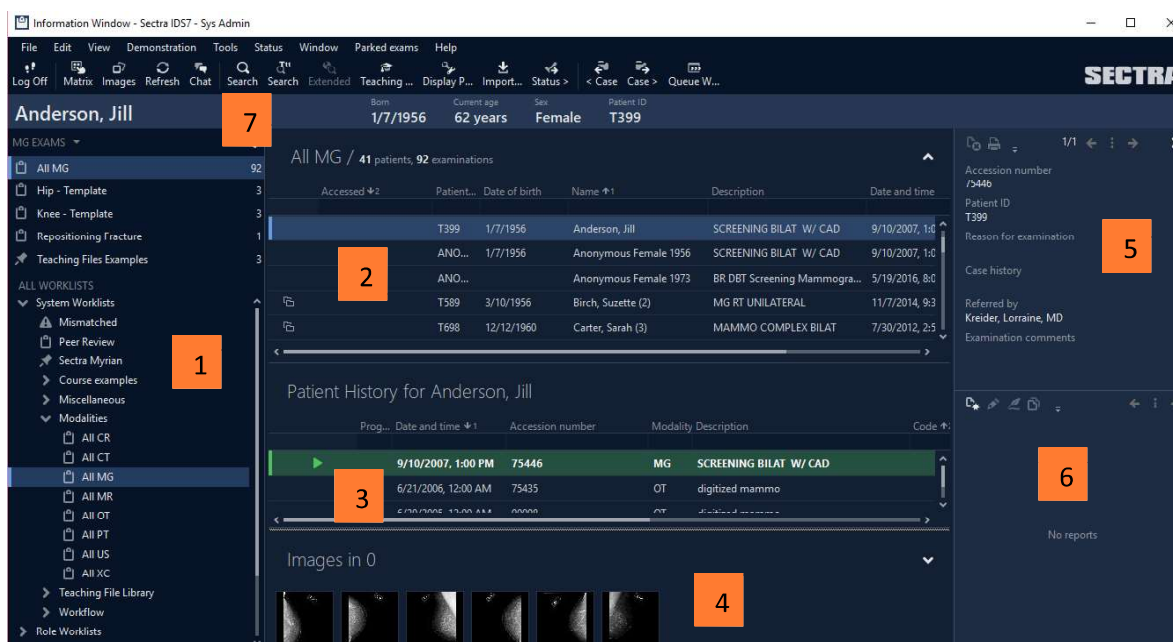 Information Window - Sectra IDS7 - Sys Admin
File Edit View Demonstration Tools Status Window Parked exams Help
Log Off Matrix Images Refresh Chat Search Search Extended Teaching ... Display P... Import... Status > < Case Case > Queue W...
SECTRA
Anderson, Jill
Born Current age Sex Patient ID
1/7/1956 62 years Female T399
7
MG EXAMS
All MG 92
Hip - Template 3
Knee - Template 3
Repositioning Fracture 1
Teaching Files Examples 3
ALL WORKLISTS
System Worklists
Mismatched
Peer Review
Sectra Myrian
Course examples
Miscellaneous
Modalities
All CR
All CT
All MG
All MR
All OT
All PT
All US
All XC
Teaching File Library
Workflow
Role Worklists
1
All MG / 41 patients, 92 examinations
Accessed 2 Patient... Date of birth Name 1 Description Date and time
T399 1/7/1956 Anderson, Jill SCREENING BILAT W/ CAD 9/10/2007, 1:0
ANO... 1/7/1956 Anonymous Female 1956 SCREENING BILAT W/ CAD 9/10/2007, 1:0
ANO... Anonymous Female 1973 BR DBT Screening Mammogra... 5/19/2016, 8:0
T589 3/10/1956 Birch, Suzette (2) MG RT UNILATERAL 11/7/2014, 9:3
T698 12/12/1960 Carter, Sarah (3) MAMMO COMPLEX BILAT 7/30/2012, 2:5
2
Patient History for Anderson, Jill
Prog... Date and time 1 Accession number Modality Description Code
9/10/2007, 1:00 PM 75446 MG SCREENING BILAT W/ CAD
6/21/2006, 12:00 AM 75435 OT digitized mammo
OT digitized mammo
3
Images in 0
4
1/1
Accession number
75446
Patient ID
T399
Reason for examination
Case history
Referred by
Kreider, Lorraine, MD
Examination comments
5
6
No reports